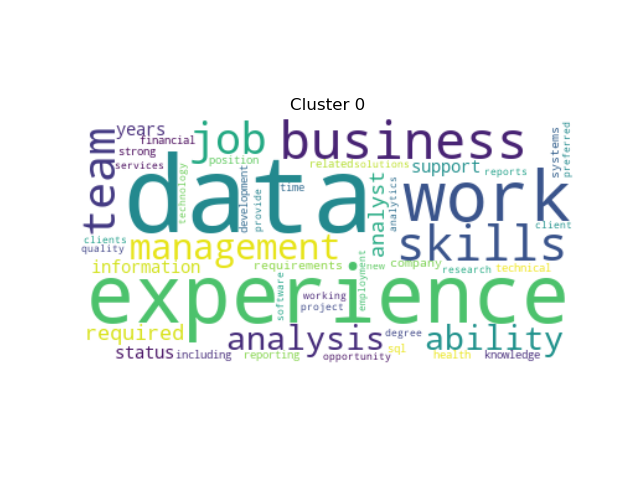 Cluster 0
years
financial
strong
services
team
job
position
technology
business
related
solutions
support
reports
systems
preferred
data
development
provide
time
analyst
analytics
work
skills
client
clients
quality
management
information
requirements
new
company
research
technical
employment
experience
software
working
project
required
analysis
degree
ability
sql
status
including
reporting
opportunity
health
knowledge